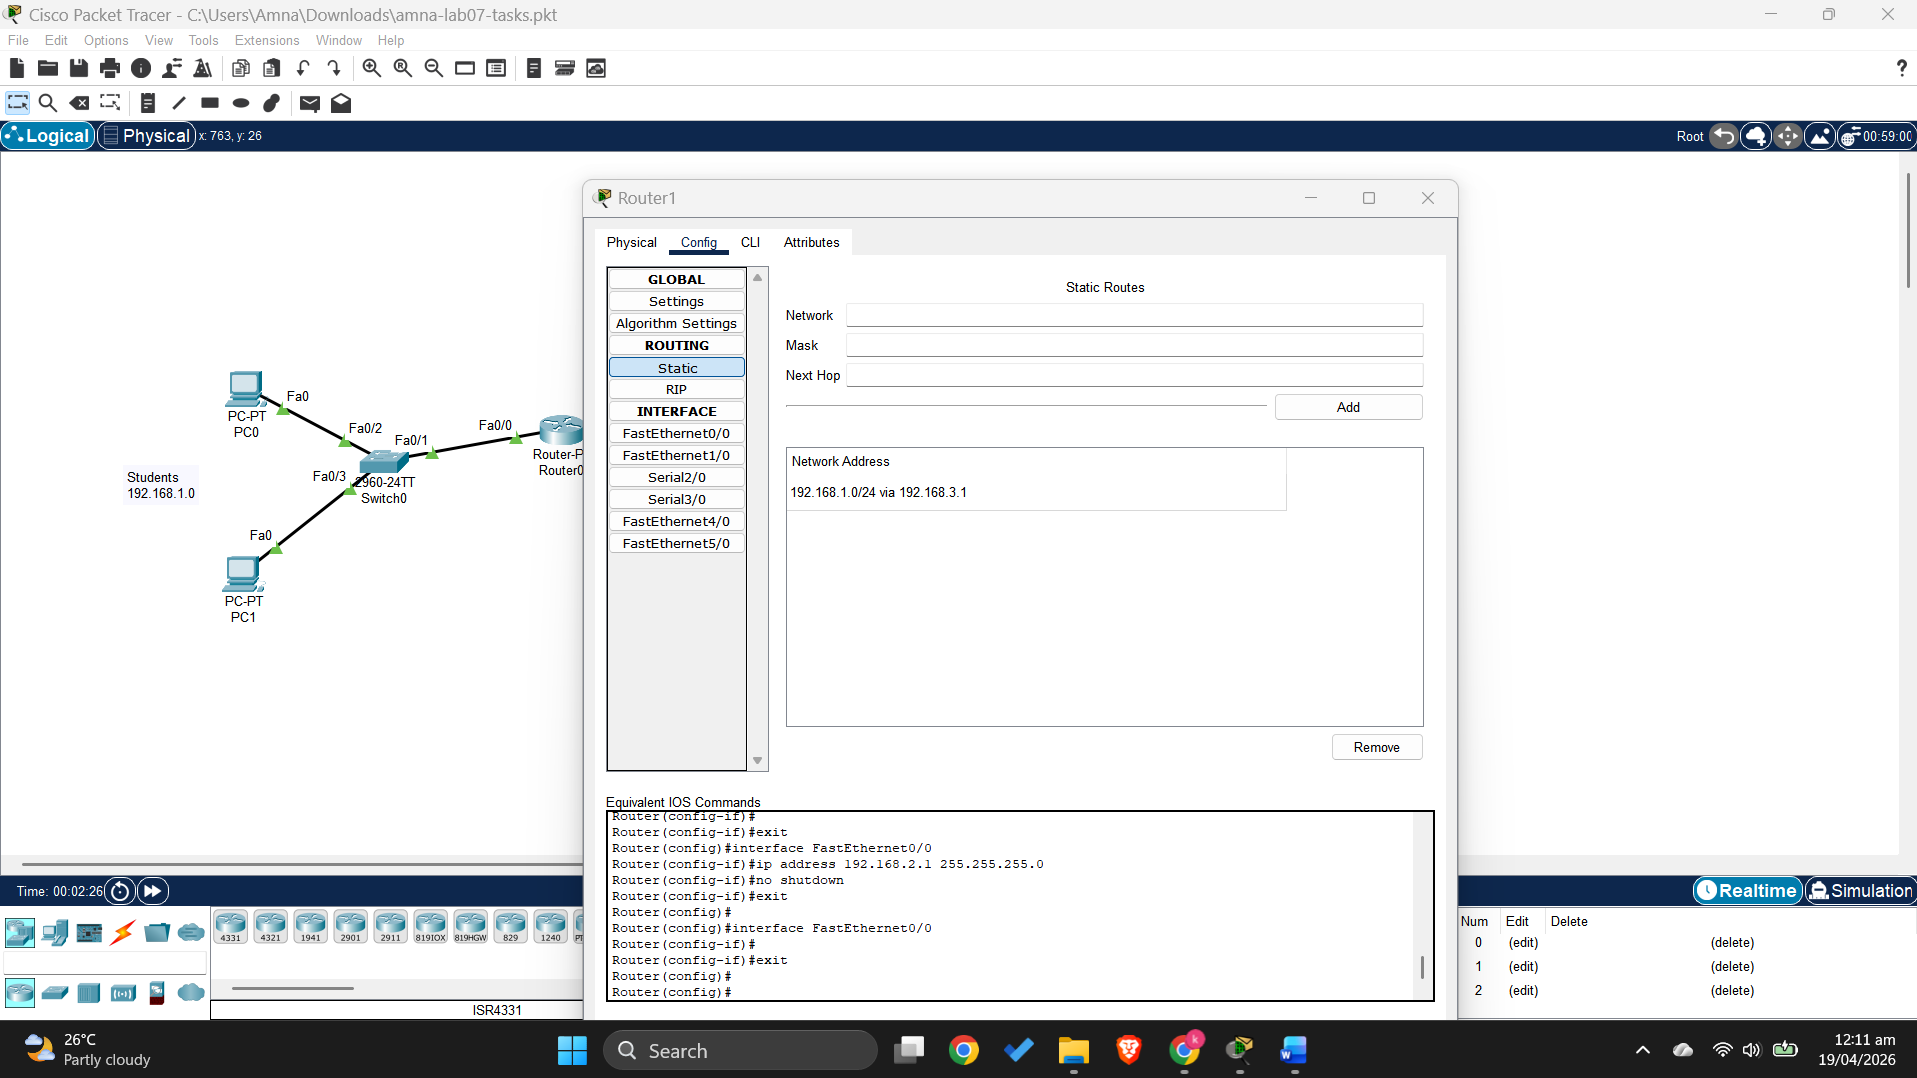 Cisco Packet Tracer - C:\Users\Amna\Downloads\amna-lab07-tasks.pkt
File Edit Options View Tools Extensions Window Help
Logical Physical x: 763, y: 26
Root 00:59:00
Router1
Physical Config CLI Attributes
GLOBAL
Settings
Algorithm Settings
ROUTING
Static
RIP
INTERFACE
FastEthernet0/0
FastEthernet1/0
Serial2/0
Serial3/0
FastEthernet4/0
FastEthernet5/0
Static Routes
Network
Mask
Next Hop
Add
Network Address
192.168.1.0/24 via 192.168.3.1
Remove
Equivalent IOS Commands
Router(config-if)#
Router(config-if)#exit
Router(config)#interface FastEthernet0/0
Router(config-if)#ip address 192.168.2.1 255.255.255.0
Router(config-if)#no shutdown
Router(config-if)#exit
Router(config)#
Router(config)#interface FastEthernet0/0
Router(config-if)#
Router(config-if)#exit
Router(config)#
Router(config)#
Fa0
PC-PT
PC0
Fa0/2
Fa0/1
Fa0/0
Router-P
Router0
Fa0/3
2960-24TT
Switch0
Students
192.168.1.0
Fa0
PC-PT
PC1
Time: 00:02:26
Realtime Simulation
4331 4321 1941 2901 2911 819IOX 819HGW 829 1240 PT
ISR4331
Num Edit Delete
0 (edit) (delete)
1 (edit) (delete)
2 (edit) (delete)
26°C
Partly cloudy
Search
k
W
12:11 am
19/04/2026